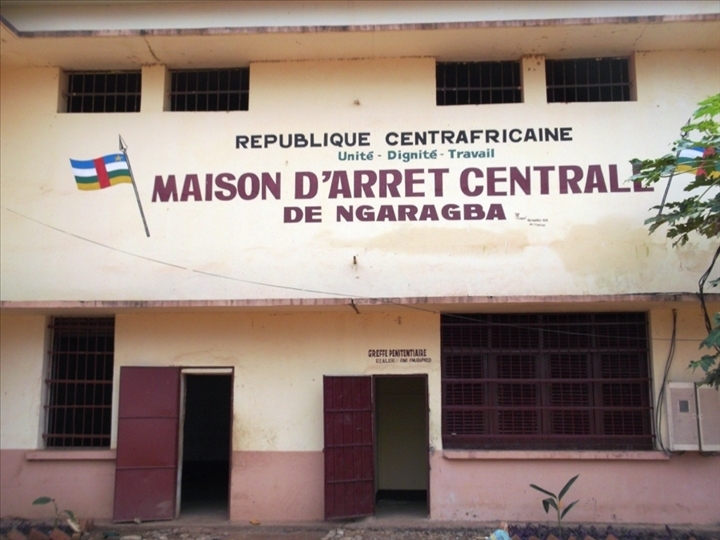 REPUBLIQUE CENTRAFRICAINE
Unité - Dignité - Travail
MAISON D'ARRET CENTRALE
DE NGARAGBA
GREFFE PENITENTIAIRE